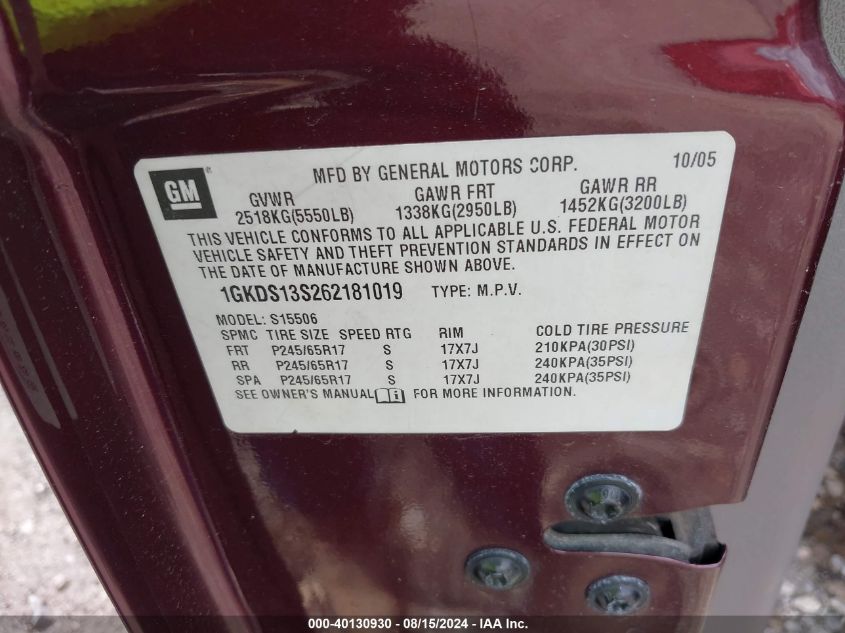 GM
MFD BY GENERAL MOTORS CORP. 10/05
GVWR GAWR FRT GAWR RR
2518KG(5550LB) 1338KG(2950LB) 1452KG(3200LB)
THIS VEHICLE CONFORMS TO ALL APPLICABLE U.S. FEDERAL MOTOR
VEHICLE SAFETY AND THEFT PREVENTION STANDARDS IN EFFECT ON
THE DATE OF MANUFACTURE SHOWN ABOVE.
1GKDS13S262181019 TYPE: M.P.V.
MODEL: S15506
SPMC TIRE SIZE SPEED RTG RIM COLD TIRE PRESSURE
FRT P245/65R17 S 17X7J 210KPA(30PSI)
RR P245/65R17 S 17X7J 240KPA(35PSI)
SPA P245/65R17 S 17X7J 240KPA(35PSI)
SEE OWNER'S MANUAL i FOR MORE INFORMATION.
000-40130930 - 08/15/2024 - IAA Inc.